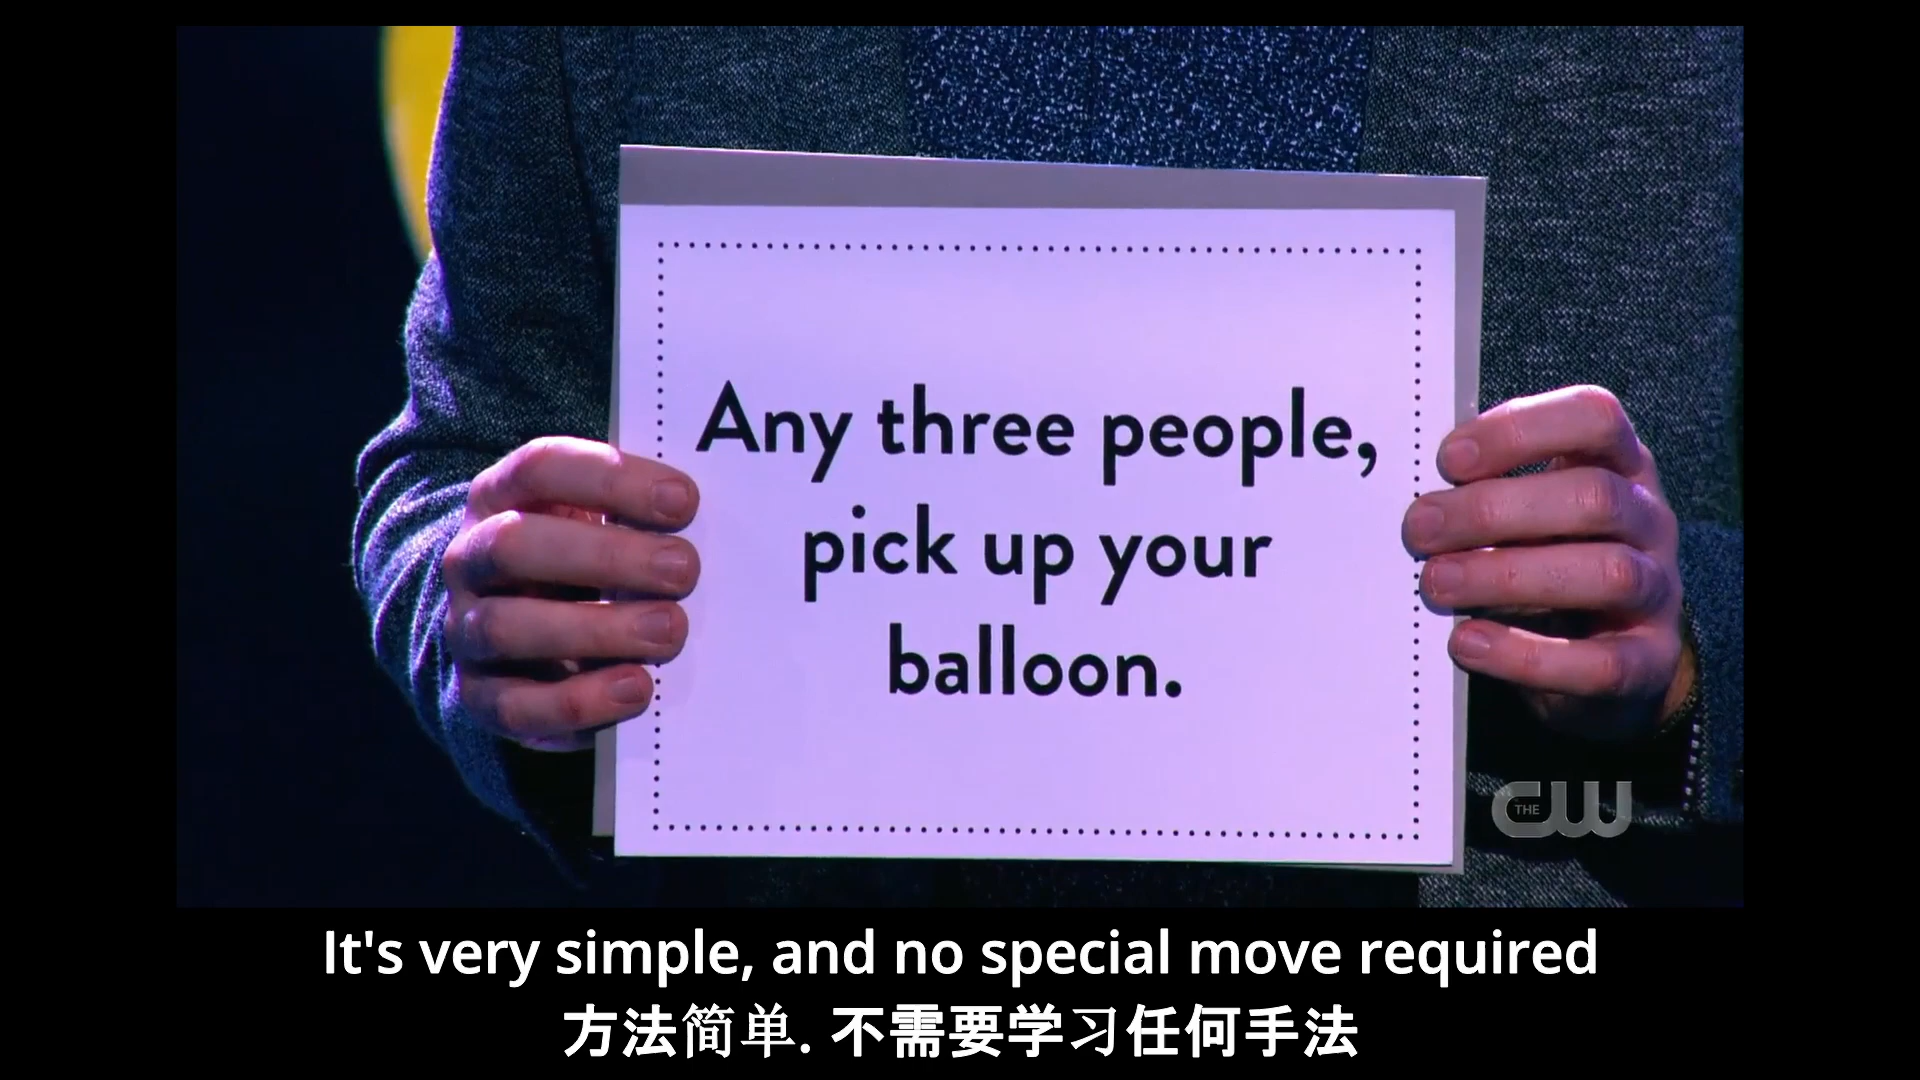 Any three people,
pick up your
balloon.
THE CW
It's very simple, and no special move required
方法简单. 不需要学习任何手法